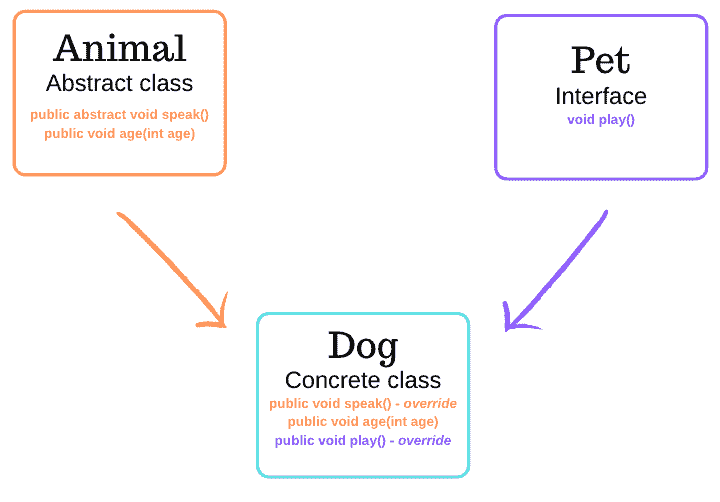 Animal
Abstract class
public abstract void speak()
public void age(int age)
Pet
Interface
void play()
Dog
Concrete class
public void speak() - override
public void age(int age)
public void play() - override